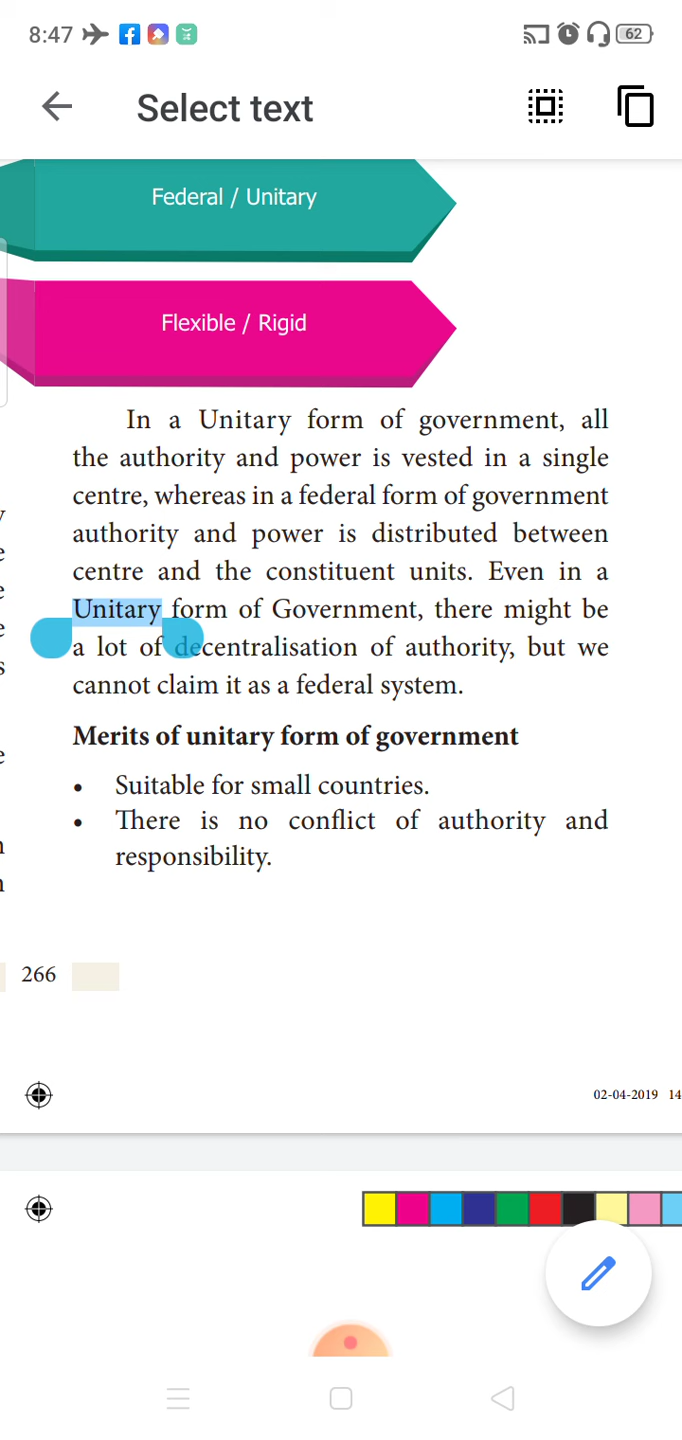 8:47
62
Select text
Federal / Unitary
Flexible / Rigid
In a Unitary form of government, all
the authority and power is vested in a single
centre, whereas in a federal form of government
authority and power is distributed between
centre and the constituent units. Even in a
Unitary form of Government, there might be
a lot of decentralisation of authority, but we
cannot claim it as a federal system.
Merits of unitary form of government
• Suitable for small countries.
• There is no conflict of authority and
responsibility.
266
02-04-2019 14